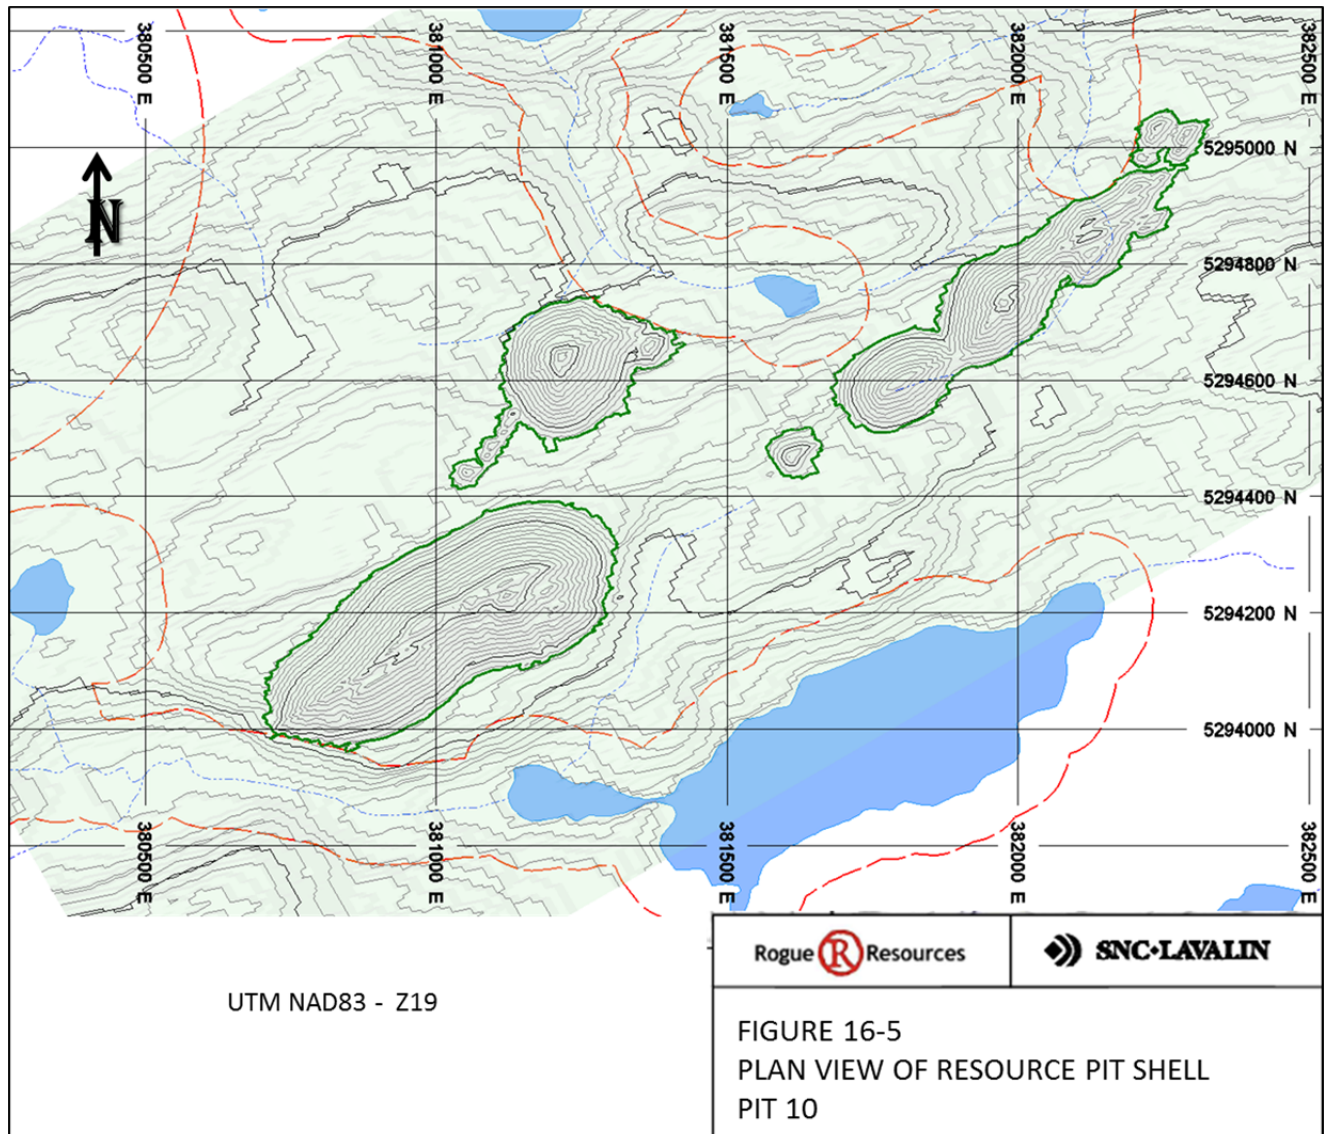 380500 E
381000 E
381500 E
382000 E
382500 E
N
5295000 N
5294800 N
5294600 N
5294400 N
5294200 N
5294000 N
380500 E
381000 E
381500 E
382000 E
382500 E
Rogue R Resources
SNC•LAVALIN
UTM NAD83 - Z19
FIGURE 16-5
PLAN VIEW OF RESOURCE PIT SHELL
PIT 10